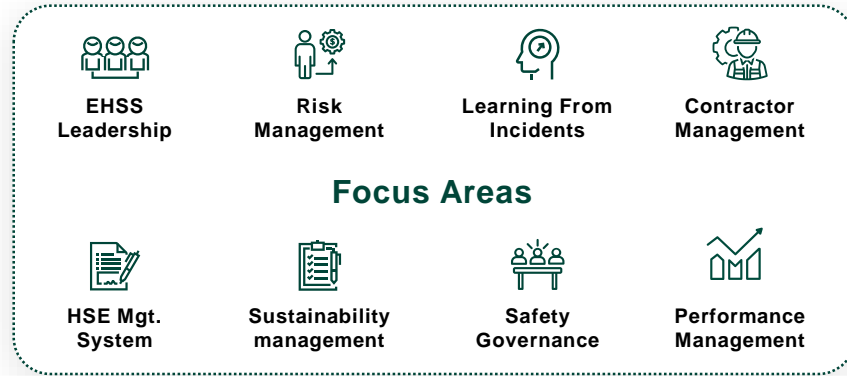 EHSS
Leadership
Risk
Management
Learning From
Incidents
Contractor
Management
Focus Areas
HSE Mgt.
System
Sustainability
management
Safety
Governance
Performance
Management